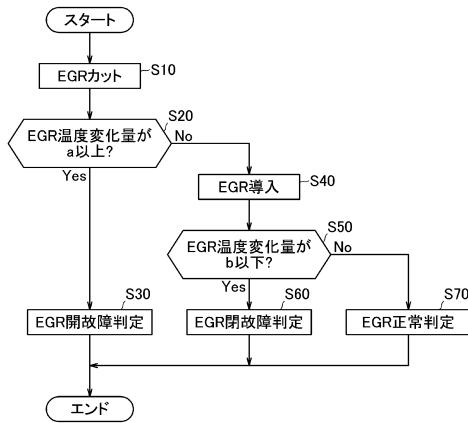 スタート
EGRカット
S10
EGR温度変化量が
a以上?
S20
No
Yes
EGR導入
S40
EGR温度変化量が
b以下?
S50
No
Yes
EGR開故障判定
S30
EGR閉故障判定
S60
EGR正常判定
S70
エンド